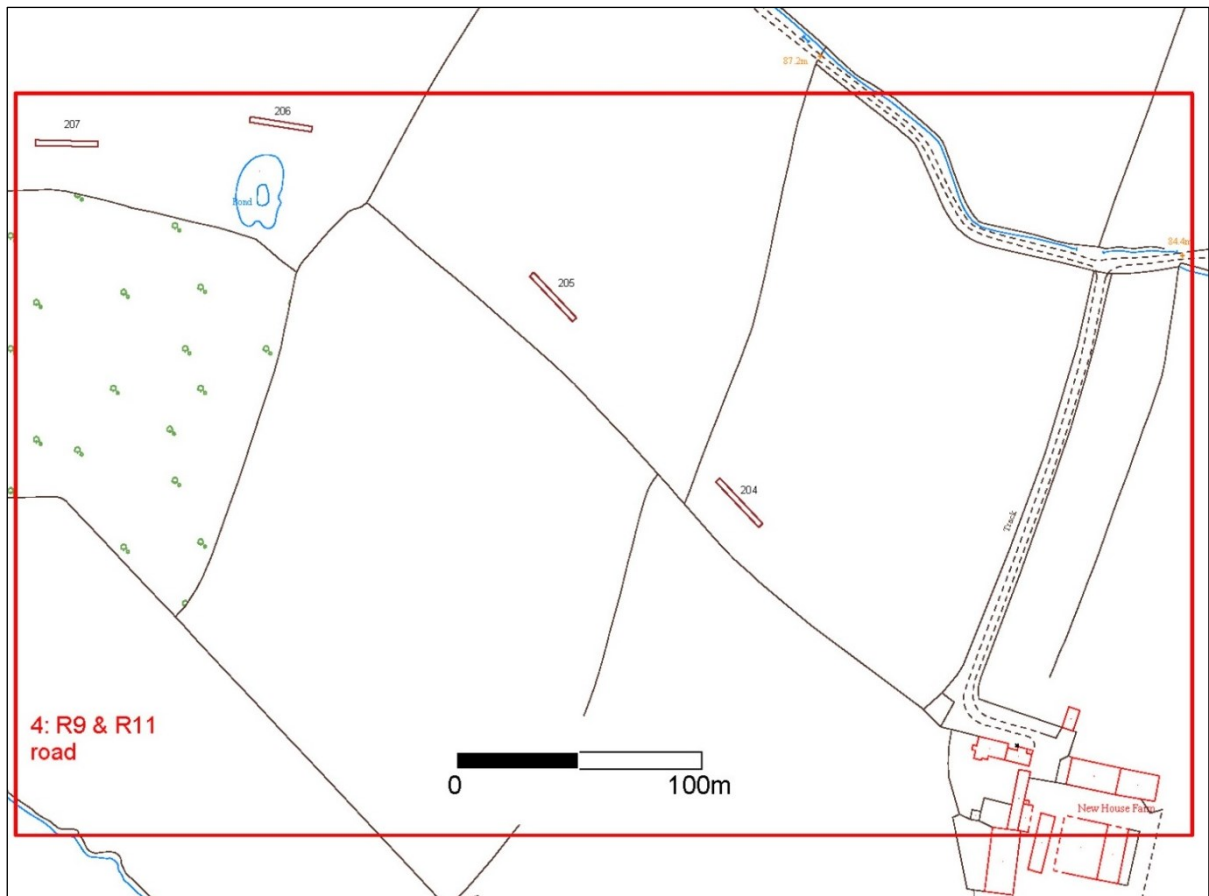 87.2m
206
207
Pond
84.4m
205
204
Track
4: R9 & R11
road
0 100m
New House Farm